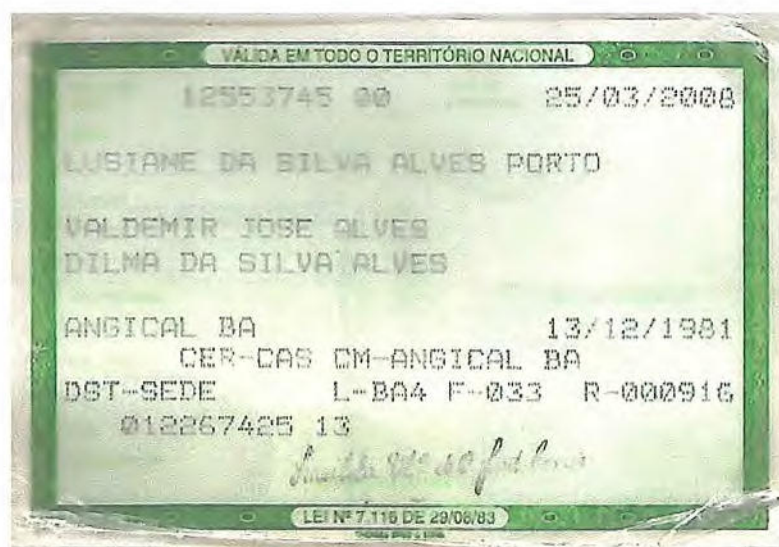 VÁLIDA EM TODO O TERRITÓRIO NACIONAL
12553745 00 25/03/2008
LUSIANE DA SILVA ALVES PORTO
VALDEMIR JOSE ALVES
DILMA DA SILVA ALVES
ANGICAL BA 13/12/1981
CER-CAS CM-ANGICAL BA
DST-SEDE L-BA4 F-033 R-000916
012267425 13
LEI Nº 7.116 DE 29/08/83